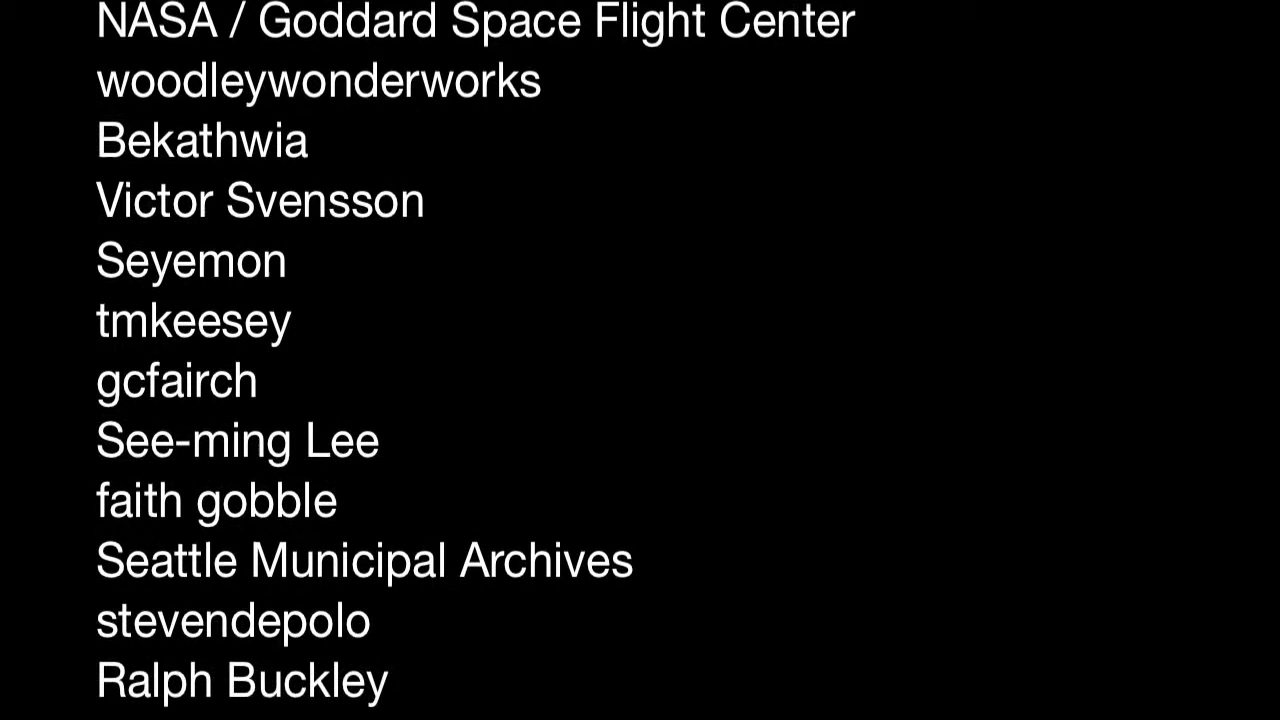 NASA / Goddard Space Flight Center
woodleywonderworks
Bekathwia
Victor Svensson
Seyemon
tmkeesey
gcfairch
See-ming Lee
faith gobble
Seattle Municipal Archives
stevendepolo
Ralph Buckley